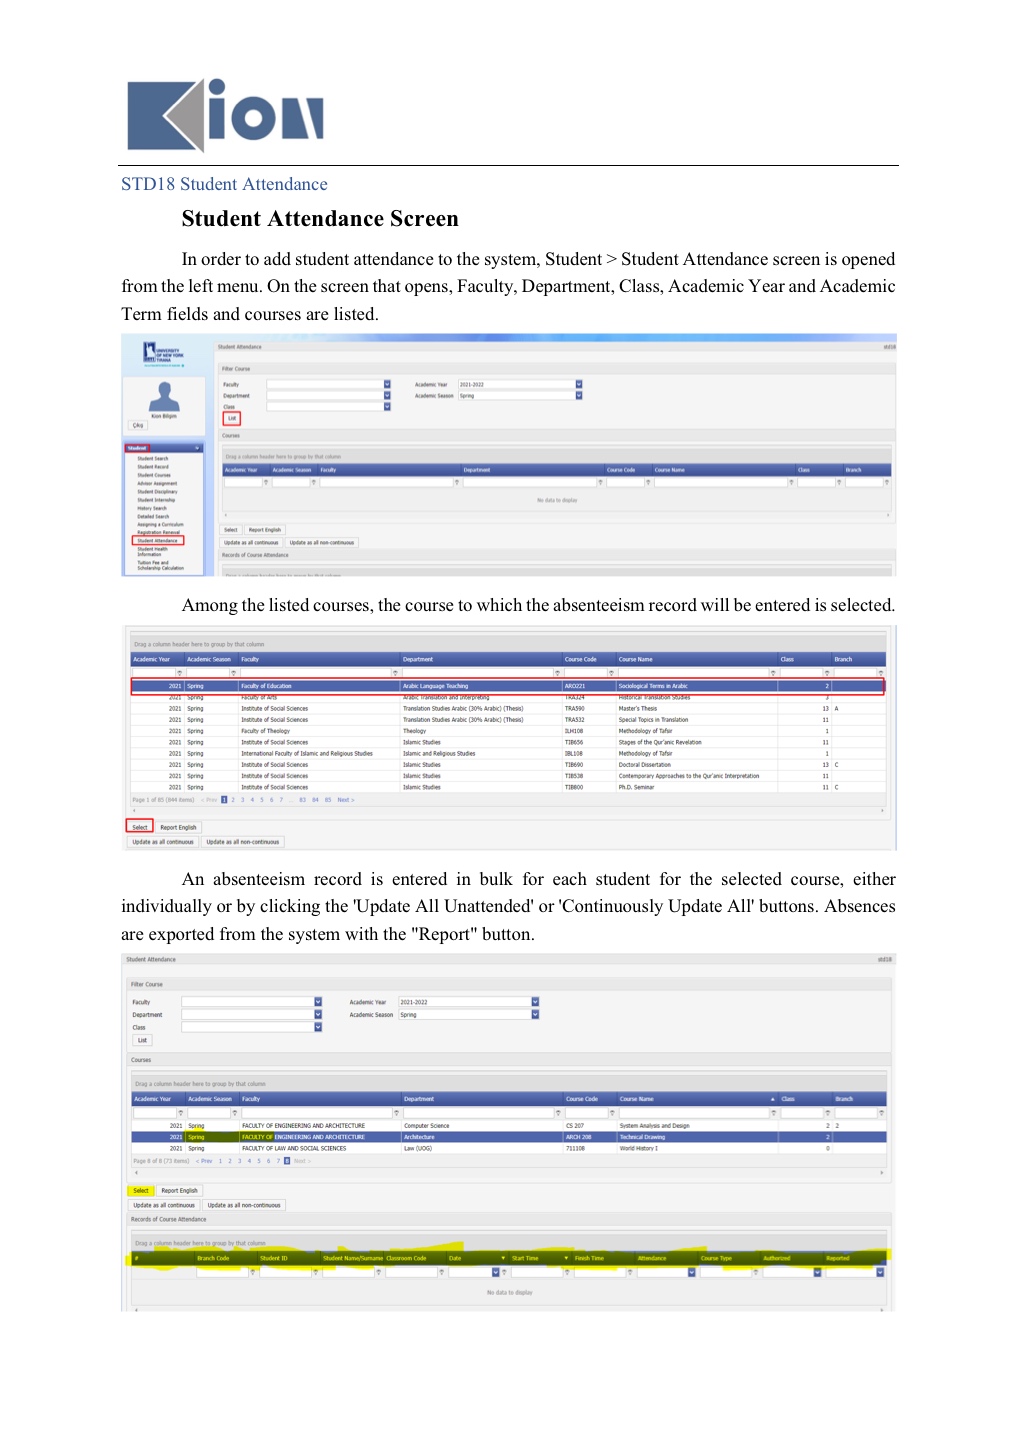 Kion
STD18 Student Attendance
Student Attendance Screen
In order to add student attendance to the system, Student > Student Attendance screen is opened
from the left menu. On the screen that opens, Faculty, Department, Class, Academic Year and Academic
Term fields and courses are listed.
UNIVERSITY
OF NEW YORK
TIRANA
Student Attendance std18
Filter Course
Faculty Academic Year 2021-2022
Department Academic Season Spring
Class
List
Kion Bilişim
Çıkış
Courses
Student
Student Search
Student Record
Student Courses
Advisor Assignment
Student Disciplinary
Student Internship
History Search
Detailed Search
Assigning a Curriculum
Registration Renewal
Student Attendance
Student Health
Information
Tuition Fee and
Scholarship Calculation
Drag a column header here to group by that column
Academic Year Academic Season Faculty Department Course Code Course Name Class Branch
No data to display
Select Report English
Update as all continuous Update as all non-continuous
Records of Course Attendance
Drag a column header here to group by that column
Among the listed courses, the course to which the absenteeism record will be entered is selected.
Drag a column header here to group by that column
Academic Year Academic Season Faculty Department Course Code Course Name Class Branch
2021 Spring Faculty of Education Arabic Language Teaching ARO221 Sociological Terms in Arabic 2
2021 Spring Faculty of Arts Arabic Translation and Interpreting TRA324 Historical Translation Studies 3
2021 Spring Institute of Social Sciences Translation Studies Arabic (30% Arabic) (Thesis) TRA590 Master's Thesis 13 A
2021 Spring Institute of Social Sciences Translation Studies Arabic (30% Arabic) (Thesis) TRA532 Special Topics in Translation 11
2021 Spring Faculty of Theology Theology ILH108 Methodology of Tafsir 1
2021 Spring Institute of Social Sciences Islamic Studies TIB656 Stages of the Qur'anic Revelation 11
2021 Spring International Faculty of Islamic and Religious Studies Islamic and Religious Studies IBL108 Methodology of Tafsir 1
2021 Spring Institute of Social Sciences Islamic Studies TIB690 Doctoral Dissertation 13 C
2021 Spring Institute of Social Sciences Islamic Studies TIB538 Contemporary Approaches to the Qur'anic Interpretation 11
2021 Spring Institute of Social Sciences Islamic Studies TIB800 Ph.D. Seminar 11 C
Page 1 of 85 (844 items) < Prev 1 2 3 4 5 6 7 … 83 84 85 Next >
Select Report English
Update as all continuous Update as all non-continuous
An absenteeism record is entered in bulk for each student for the selected course, either
individually or by clicking the 'Update All Unattended' or 'Continuously Update All' buttons. Absences
are exported from the system with the "Report" button.
Student Attendance std18
Filter Course
Faculty Academic Year 2021-2022
Department Academic Season Spring
Class
List
Courses
Drag a column header here to group by that column
Academic Year Academic Season Faculty Department Course Code Course Name Class Branch
2021 Spring FACULTY OF ENGINEERING AND ARCHITECTURE Computer Science CS 207 System Analysis and Design 2 2
2021 Spring FACULTY OF ENGINEERING AND ARCHITECTURE Architecture ARCH 208 Technical Drawing 2
2021 Spring FACULTY OF LAW AND SOCIAL SCIENCES Law (UOG) 711108 World History I 0
Page 8 of 8 (73 items) < Prev 1 2 3 4 5 6 7 8 Next >
Select Report English
Update as all continuous Update as all non-continuous
Records of Course Attendance
Drag a column header here to group by that column
# Branch Code Student ID Student Name/Surname Classroom Code Date Start Time Finish Time Attendance Course Type Authorized Reported
No data to display